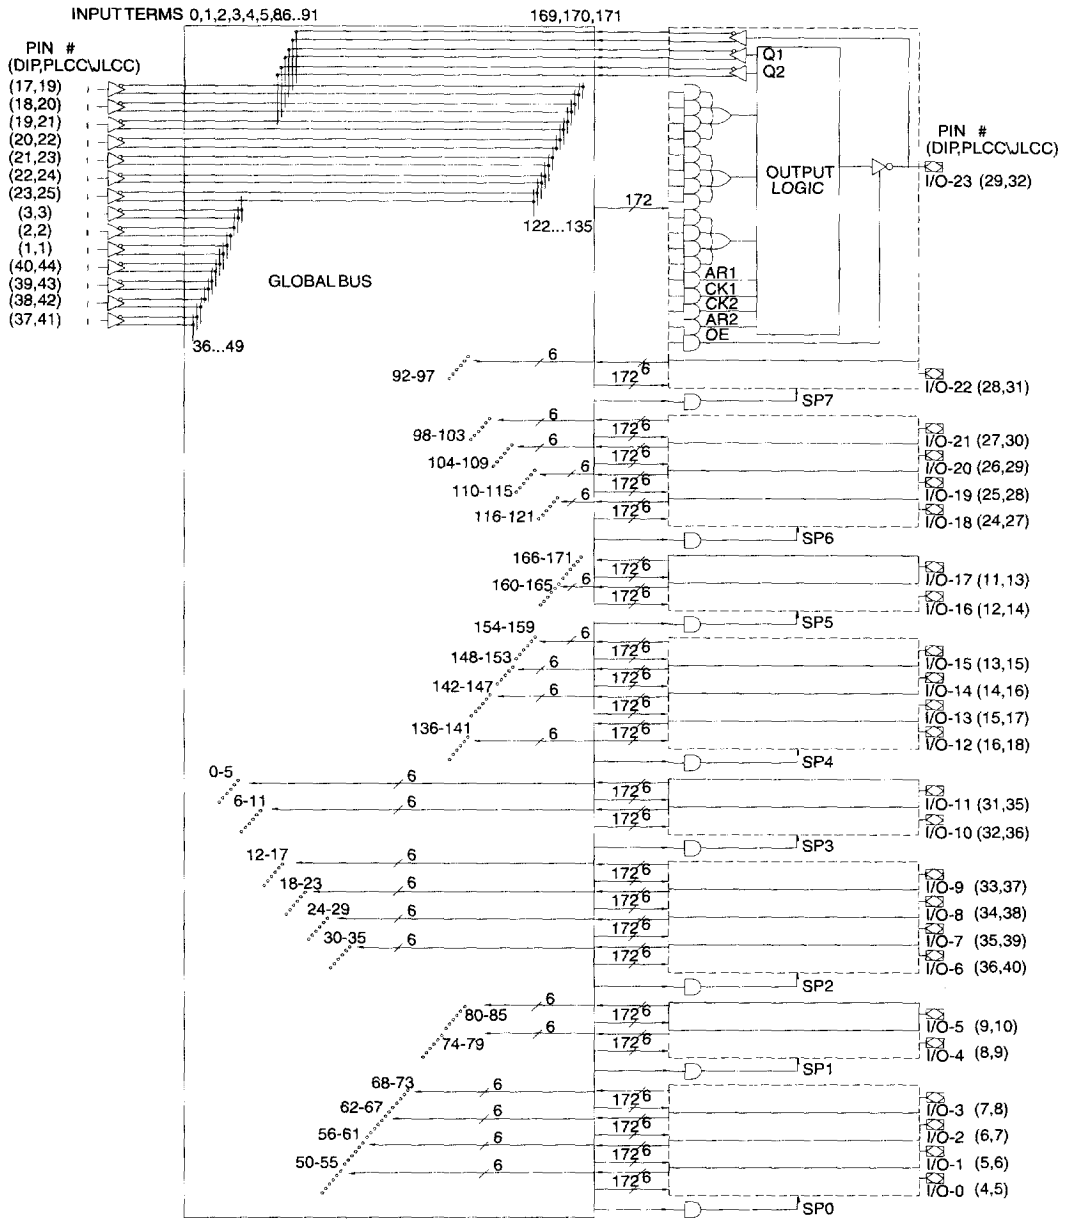 INPUT TERMS 0,1,2,3,4,5,86..91 169,170,171
PIN #
(DIP,PLCC\JLCC)
(17,19)
(18,20)
(19,21)
(20,22)
(21,23)
(22,24)
(23,25)
(3,3)
(2,2)
(1,1)
(40,44)
(39,43)
(38,42)
(37,41)
36...49
122...135
GLOBAL BUS
172
Q1
Q2
OUTPUT
LOGIC
AR1
CK1
CK2
AR2
OE
PIN #
(DIP,PLCC\JLCC)
I/O-23 (29,32)
92-97 6 6
172 I/O-22 (28,31)
SP7
98-103 6 172 6
I/O-21 (27,30)
104-109 6 172 6
I/O-20 (26,29)
110-115 6 172 6
I/O-19 (25,28)
116-121 6 172 6
I/O-18 (24,27)
SP6
166-171 172 6
I/O-17 (11,13)
160-165 6 172 6
I/O-16 (12,14)
SP5
154-159 6 172 6
I/O-15 (13,15)
148-153 6 172 6
I/O-14 (14,16)
142-147 6 172 6
I/O-13 (15,17)
136-141 6 172 6
I/O-12 (16,18)
SP4
0-5 6 172 6
I/O-11 (31,35)
6-11 6 172 6
I/O-10 (32,36)
SP3
12-17 6 172 6
I/O-9 (33,37)
18-23 6 172 6
I/O-8 (34,38)
24-29 6 172 6
I/O-7 (35,39)
30-35 6 172 6
I/O-6 (36,40)
SP2
80-85 6 172 6
I/O-5 (9,10)
74-79 6 172 6
I/O-4 (8,9)
SP1
68-73 6 172 6
I/O-3 (7,8)
62-67 6 172 6
I/O-2 (6,7)
56-61 6 172 6
I/O-1 (5,6)
50-55 6 172 6
I/O-0 (4,5)
SP0